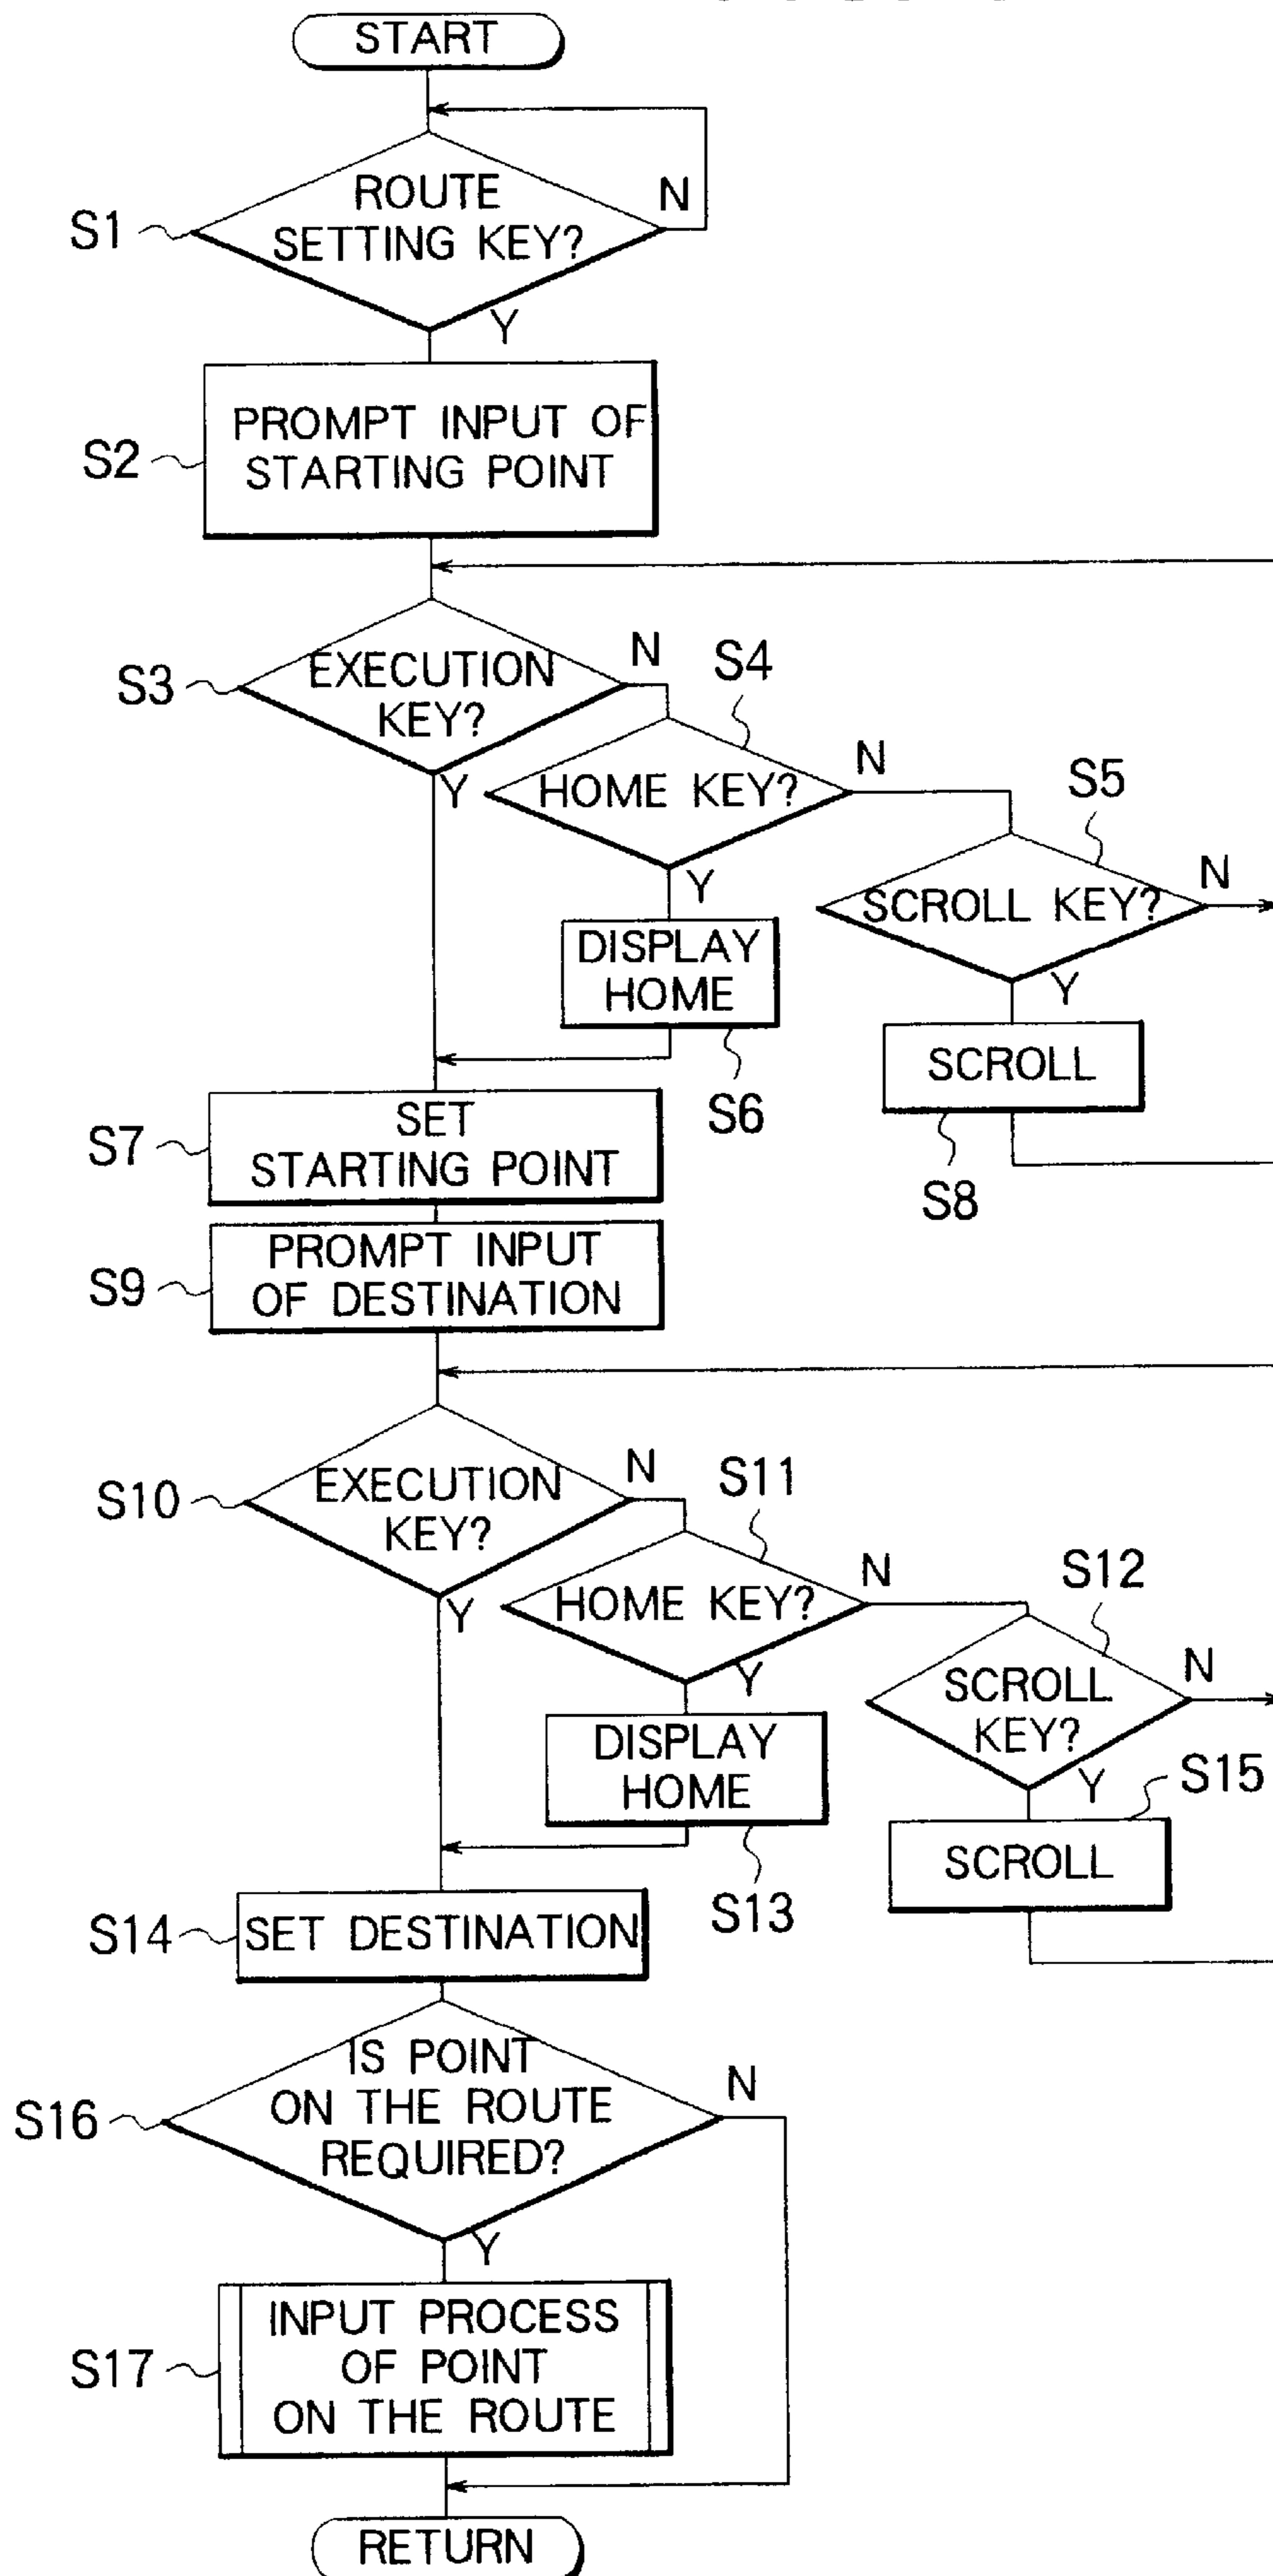 START
ROUTE
SETTING KEY?
N
S1
Y
PROMPT INPUT OF
STARTING POINT
S2
EXECUTION
KEY?
N
S3
Y
S4
HOME KEY?
N
Y
S5
SCROLL KEY?
N
Y
DISPLAY
HOME
S6
SCROLL
S8
SET
STARTING POINT
S7
PROMPT INPUT
OF DESTINATION
S9
EXECUTION
KEY?
N
S10
Y
S11
HOME KEY?
N
Y
S12
SCROLL
KEY?
N
Y
DISPLAY
HOME
S13
S15
SCROLL
S14
SET DESTINATION
IS POINT
ON THE ROUTE
REQUIRED?
N
S16
Y
INPUT PROCESS
OF POINT
ON THE ROUTE
S17
RETURN